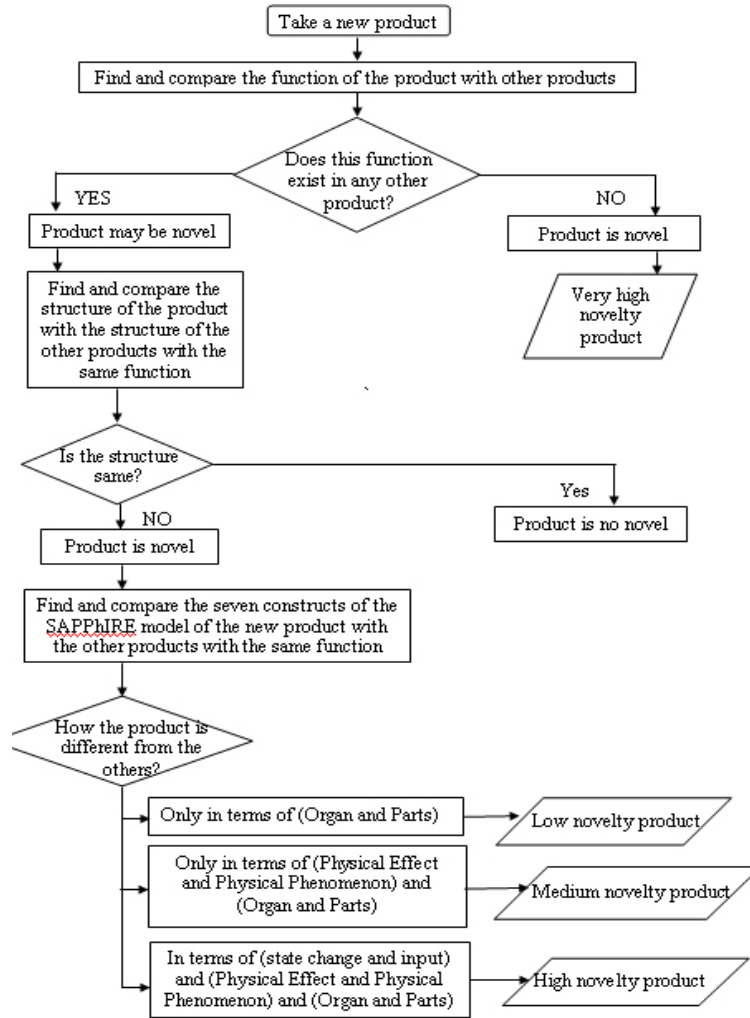 Take a new product
Find and compare the function of the product with other products
Does this function
exist in any other
product?
YES
NO
Product may be novel
Product is novel
Find and compare the
structure of the product
with the structure of the
other products with the
same function
Very high
novelty
product
Is the structure
same?
Yes
NO
Product is no novel
Product is novel
Find and compare the seven constructs of the
SAPPhIRE model of the new product with
the other products with the same function
How the product is
different from the
others?
Only in terms of (Organ and Parts)
Low novelty product
Only in terms of (Physical Effect
and Physical Phenomenon) and
(Organ and Parts)
Medium novelty product
In terms of (state change and input)
and (Physical Effect and Physical
Phenomenon) and (Organ and Parts)
High novelty product